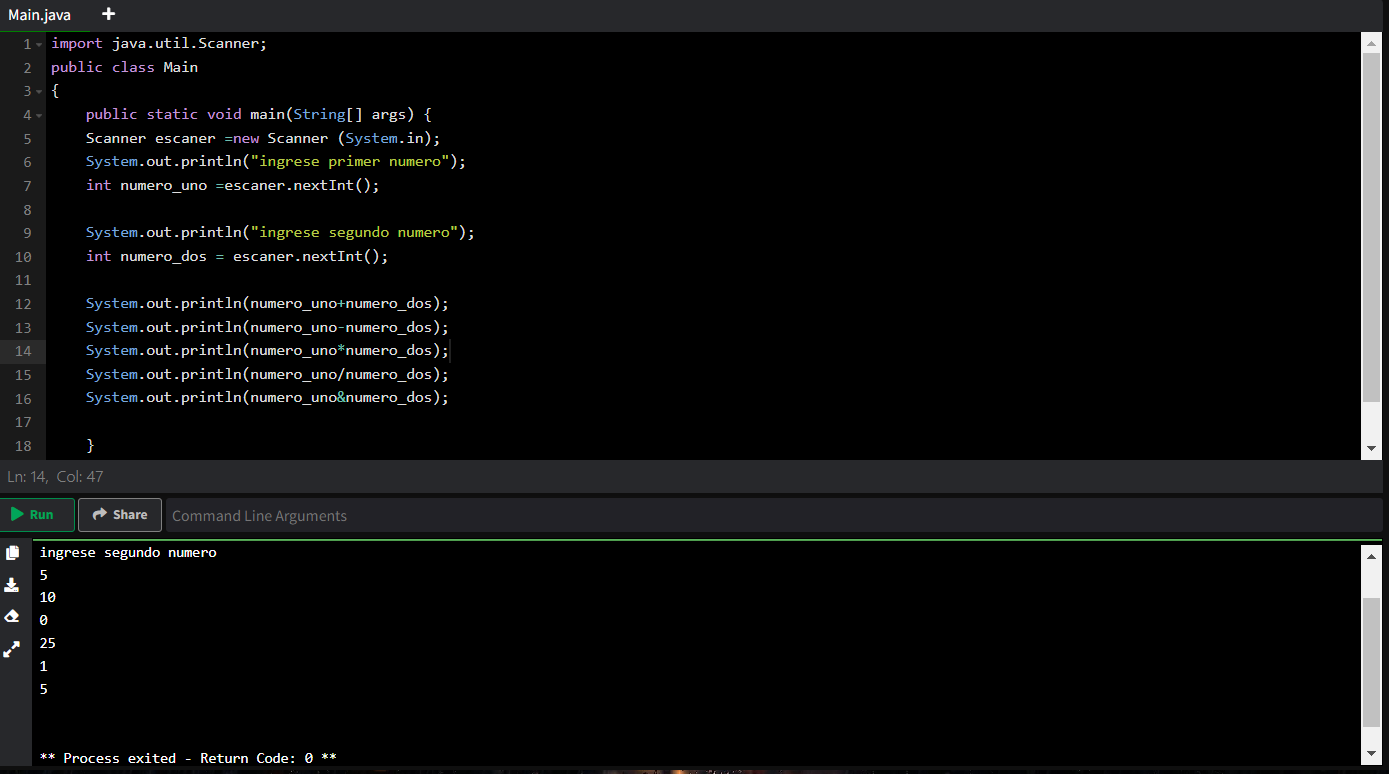 Main.java +
1 import java.util.Scanner;
2 public class Main
3 {
4 public static void main(String[] args) {
5 Scanner escaner =new Scanner (System.in);
6 System.out.println("ingrese primer numero");
7 int numero_uno =escaner.nextInt();
8
9 System.out.println("ingrese segundo numero");
10 int numero_dos = escaner.nextInt();
11
12 System.out.println(numero_uno+numero_dos);
13 System.out.println(numero_uno-numero_dos);
14 System.out.println(numero_uno*numero_dos);
15 System.out.println(numero_uno/numero_dos);
16 System.out.println(numero_uno&numero_dos);
17
18 }
Ln: 14, Col: 47
Run Share Command Line Arguments
ingrese segundo numero
5
10
0
25
1
5
** Process exited - Return Code: 0 **